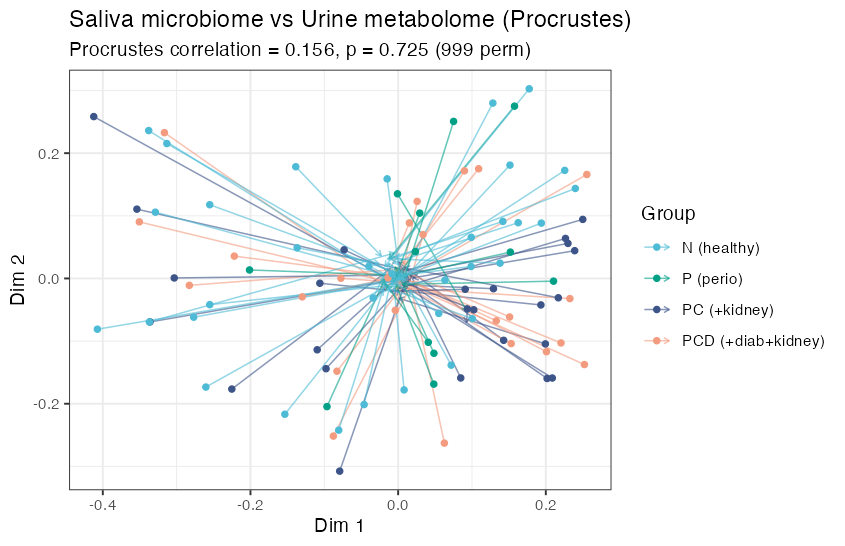 Saliva microbiome vs Urine metabolome (Procrustes)
Procrustes correlation = 0.156, p = 0.725 (999 perm)
Dim 2
0.2
0.0
-0.2
-0.4
-0.2
0.0
0.2
Dim 1
Group
N (healthy)
P (perio)
PC (+kidney)
PCD (+diab+kidney)